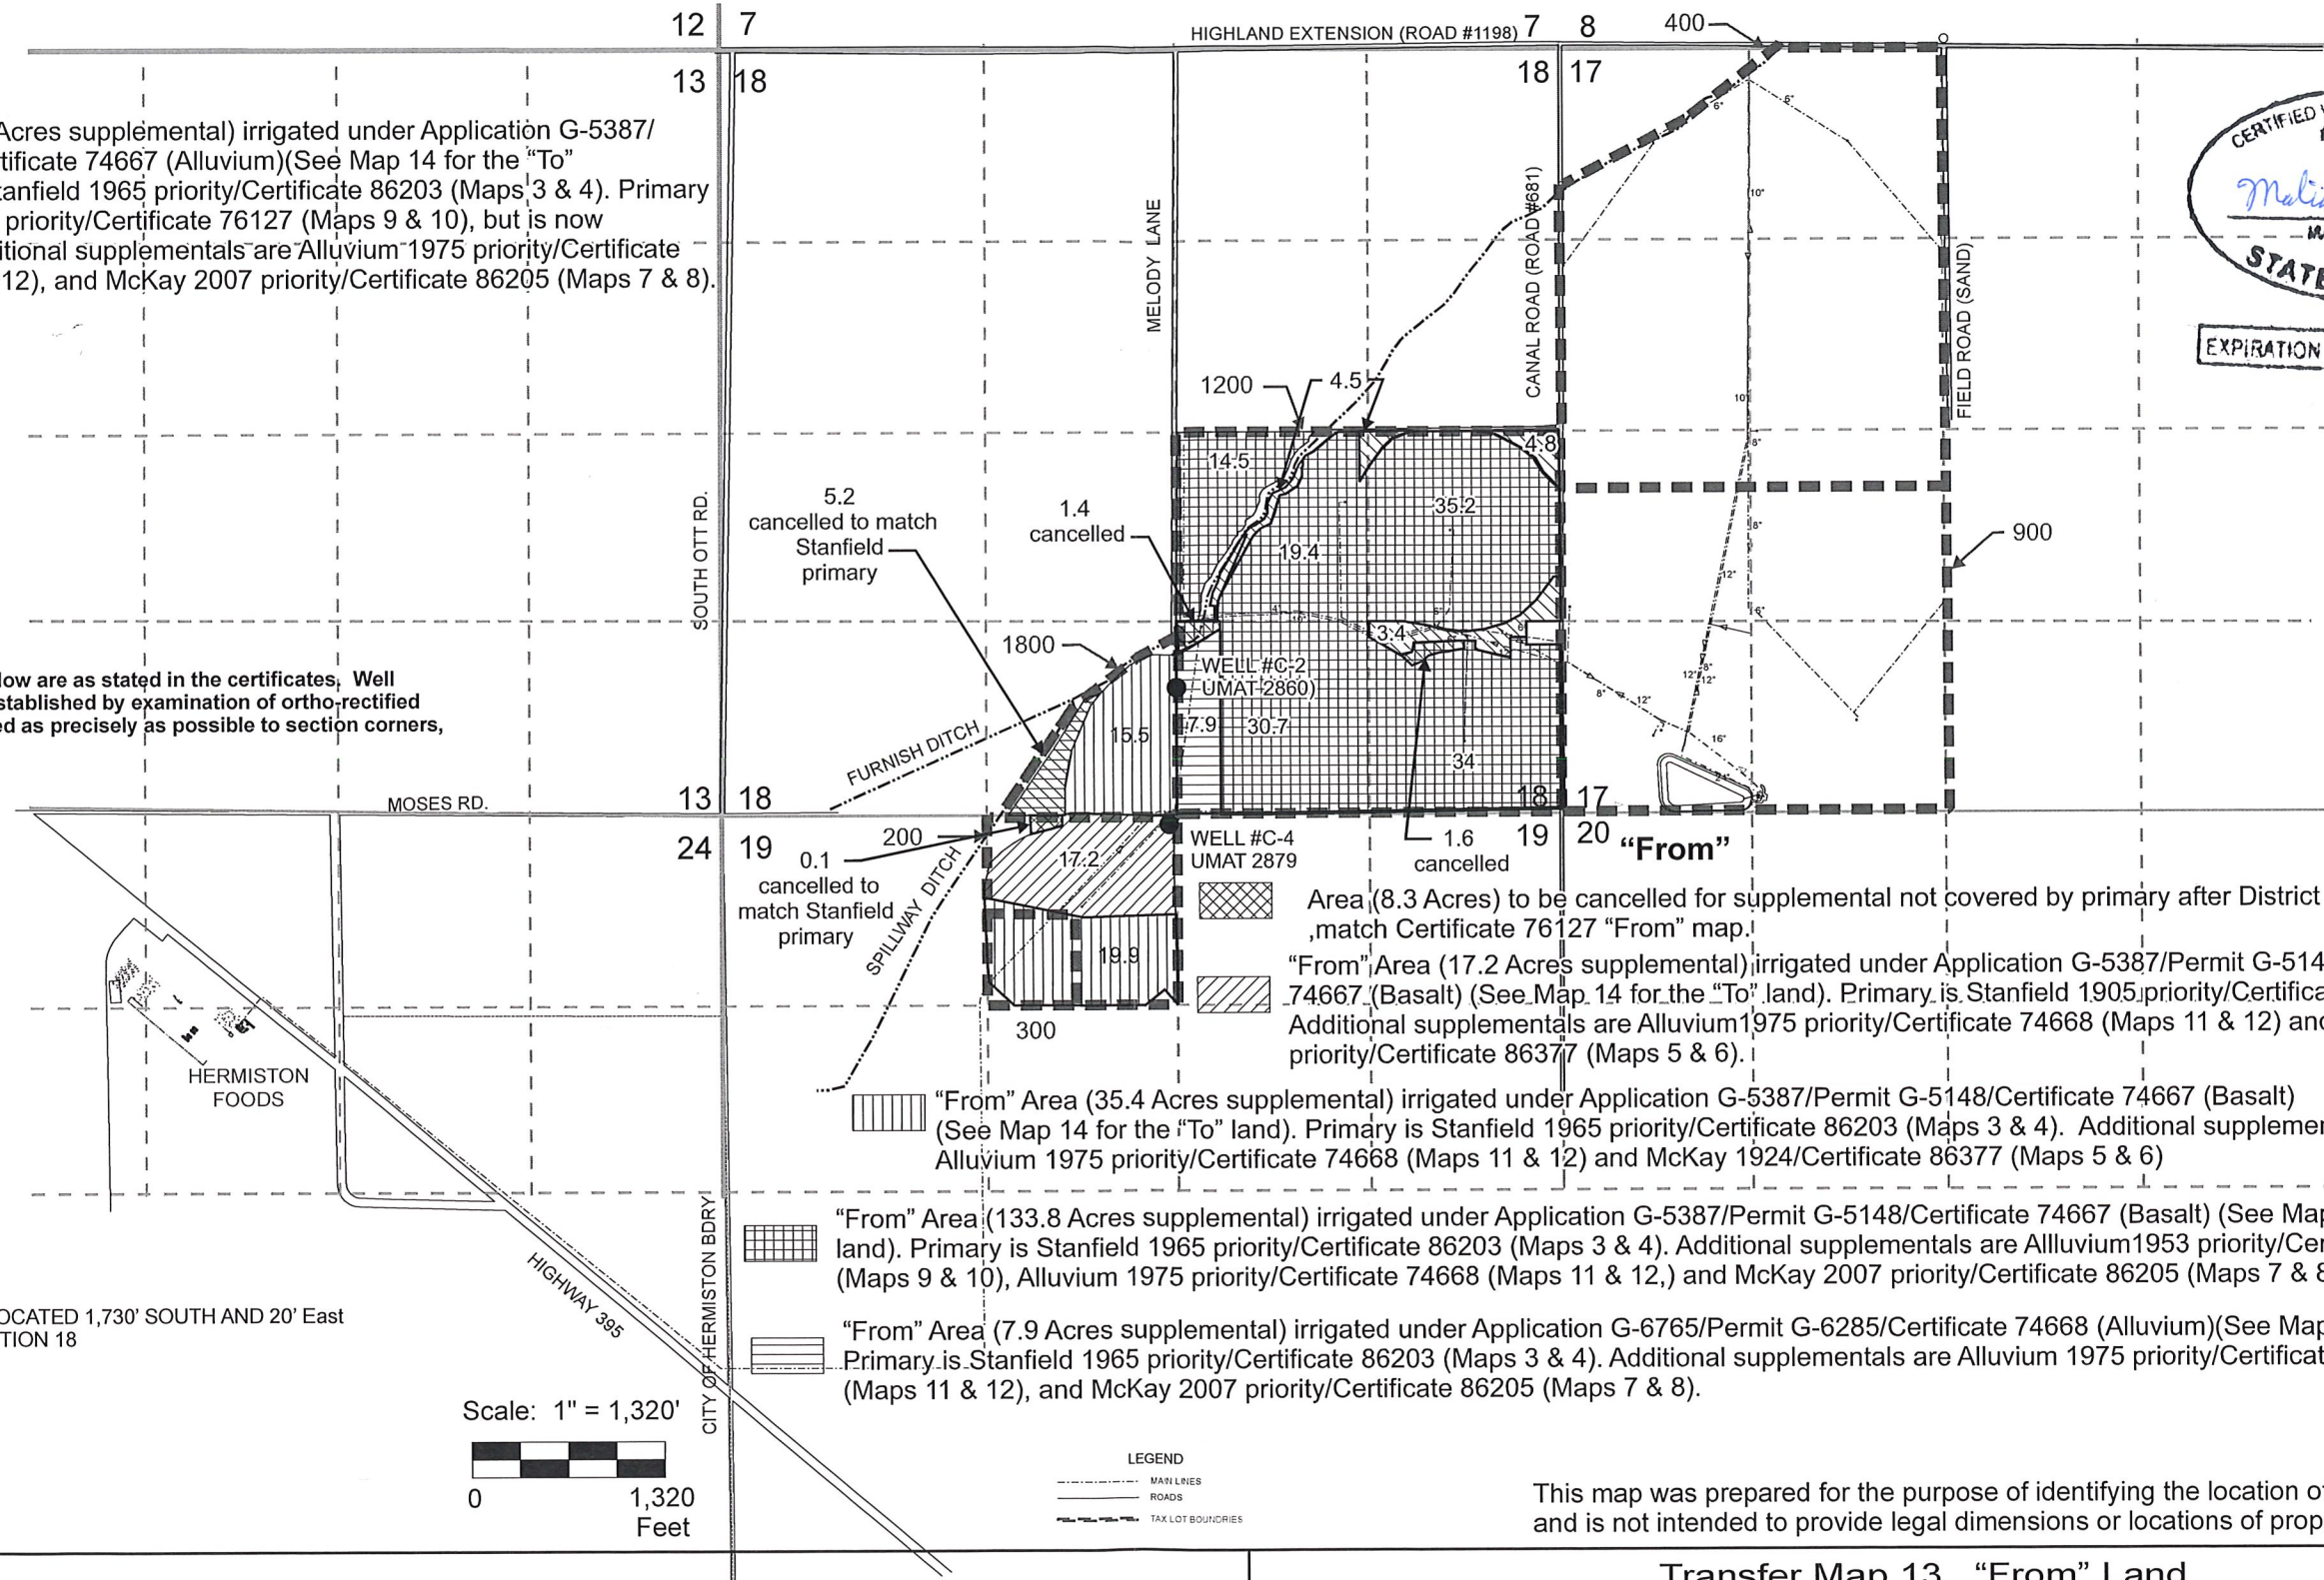 12 7
HIGHLAND EXTENSION (ROAD #1198) 7 8
400
13 18
18 17
Acres supplemental) irrigated under Application G-5387/
tificate 74667 (Alluvium)(See Map 14 for the “To”
tanfield 1965 priority/Certificate 86203 (Maps 3 & 4). Primary
priority/Certificate 76127 (Maps 9 & 10), but is now
itional supplementals are Alluvium 1975 priority/Certificate
12), and McKay 2007 priority/Certificate 86205 (Maps 7 & 8).
MELODY LANE
CANAL ROAD (ROAD #681)
FIELD ROAD (SAND)
SOUTH OTT RD.
CERTIFIED
STATE
EXPIRATION
6"
6"
10"
10"
8"
8"
12"
6"
8"
12"
12"
8"
12"
16"
1200
4.5
4.8
14.5
35.2
19.4
5.2
cancelled to match
Stanfield
primary
1.4
cancelled
900
1800
3.4
WELL #C-2
UMAT 2860)
7.9
30.7
15.5
34
FURNISH DITCH
low are as stated in the certificates. Well
stablished by examination of ortho-rectified
ed as precisely as possible to section corners,
MOSES RD.
13 18
18 17
24 19
19 20
“From”
200
0.1
cancelled to
match Stanfield
primary
SPILLWAY DITCH
17.2
19.9
300
WELL #C-4
UMAT 2879
1.6
cancelled
Area (8.3 Acres) to be cancelled for supplemental not covered by primary after District
,match Certificate 76127 “From” map.
“From” Area (17.2 Acres supplemental) irrigated under Application G-5387/Permit G-514
74667 (Basalt) (See Map 14 for the “To” land). Primary is Stanfield 1905 priority/Certifica
Additional supplementals are Alluvium1975 priority/Certificate 74668 (Maps 11 & 12) and
priority/Certificate 86377 (Maps 5 & 6).
HERMISTON
FOODS
“From” Area (35.4 Acres supplemental) irrigated under Application G-5387/Permit G-5148/Certificate 74667 (Basalt)
(See Map 14 for the “To” land). Primary is Stanfield 1965 priority/Certificate 86203 (Maps 3 & 4). Additional supplemen
Alluvium 1975 priority/Certificate 74668 (Maps 11 & 12) and McKay 1924/Certificate 86377 (Maps 5 & 6)
“From” Area (133.8 Acres supplemental) irrigated under Application G-5387/Permit G-5148/Certificate 74667 (Basalt) (See Map
land). Primary is Stanfield 1965 priority/Certificate 86203 (Maps 3 & 4). Additional supplementals are Allluvium1953 priority/Cer
(Maps 9 & 10), Alluvium 1975 priority/Certificate 74668 (Maps 11 & 12,) and McKay 2007 priority/Certificate 86205 (Maps 7 & 8
“From” Area (7.9 Acres supplemental) irrigated under Application G-6765/Permit G-6285/Certificate 74668 (Alluvium)(See Map
Primary is Stanfield 1965 priority/Certificate 86203 (Maps 3 & 4). Additional supplementals are Alluvium 1975 priority/Certificat
(Maps 11 & 12), and McKay 2007 priority/Certificate 86205 (Maps 7 & 8).
HIGHWAY 395
CITY OF HERMISTON BDRY
OCATED 1,730' SOUTH AND 20' East
TION 18
Scale: 1" = 1,320'
0 1,320
Feet
LEGEND
MAIN LINES
ROADS
TAX LOT BOUNDRIES
This map was prepared for the purpose of identifying the location of
and is not intended to provide legal dimensions or locations of prop
Transfer Map 13 “From” Land